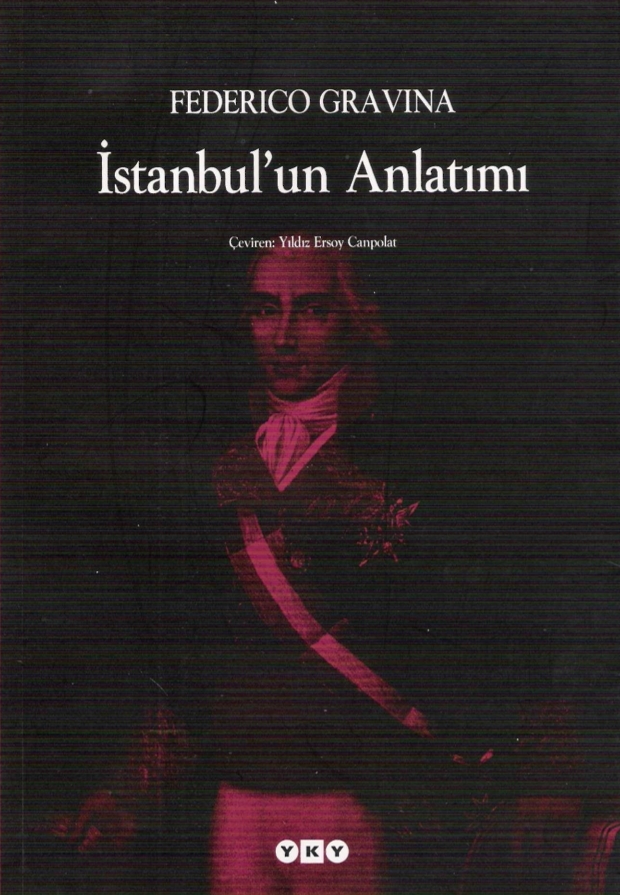 FEDERICO GRAVINA
İstanbul'un Anlatımı
Çeviren: Yıldız Ersoy Canpolat
YKY